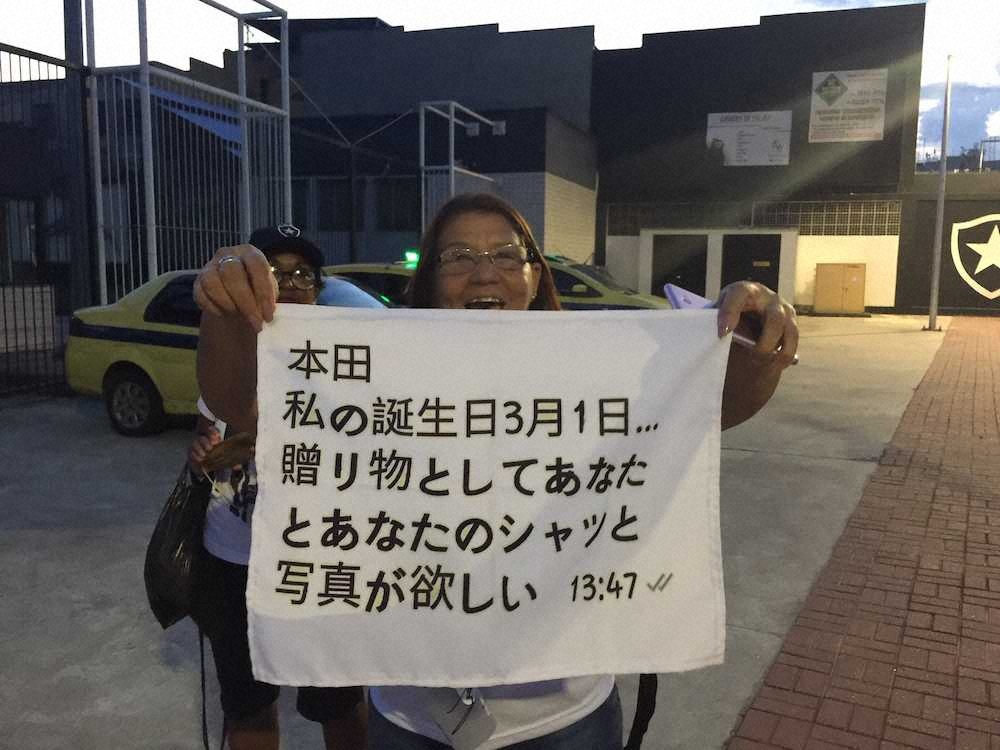 本田
私の誕生日3月1日...
贈り物としてあなた
とあなたのシャッと
写真が欲しい 13:47